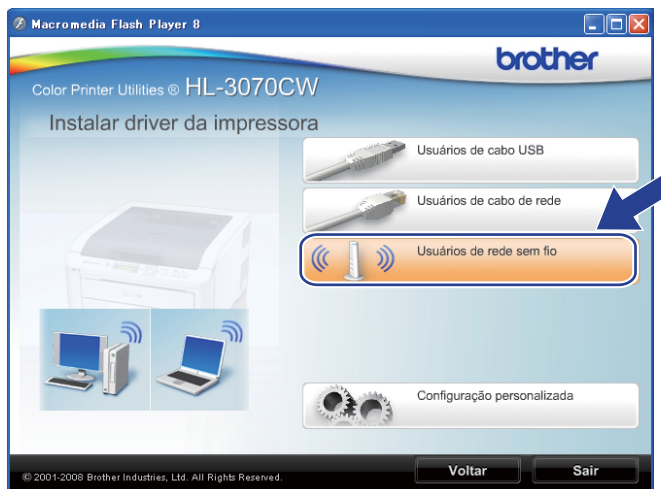 Macromedia Flash Player 8
brother
Color Printer Utilities ® HL-3070CW
Instalar driver da impressora
Usuários de cabo USB
Usuários de cabo de rede
Usuários de rede sem fio
Configuração personalizada
© 2001-2008 Brother Industries, Ltd. All Rights Reserved.
Voltar
Sair